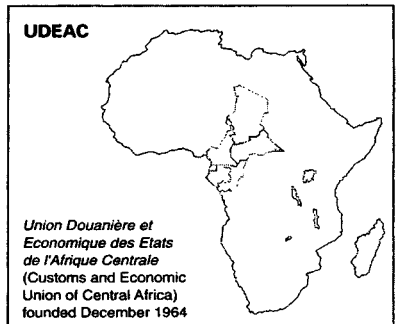 UDEAC
Union Douanière et
Economique des Etats
de l'Afrique Centrale
(Customs and Economic
Union of Central Africa)
founded December 1964